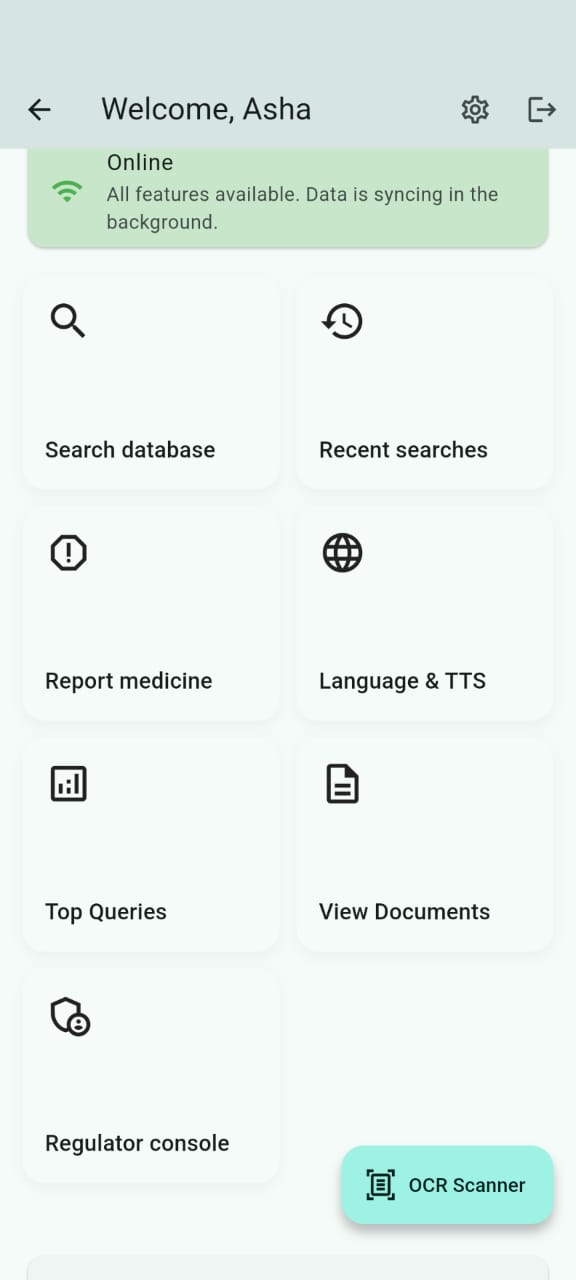 Welcome, Asha
Online
All features available. Data is syncing in the
background.
Search database
Recent searches
Report medicine
Language & TTS
Top Queries
View Documents
Regulator console
OCR Scanner